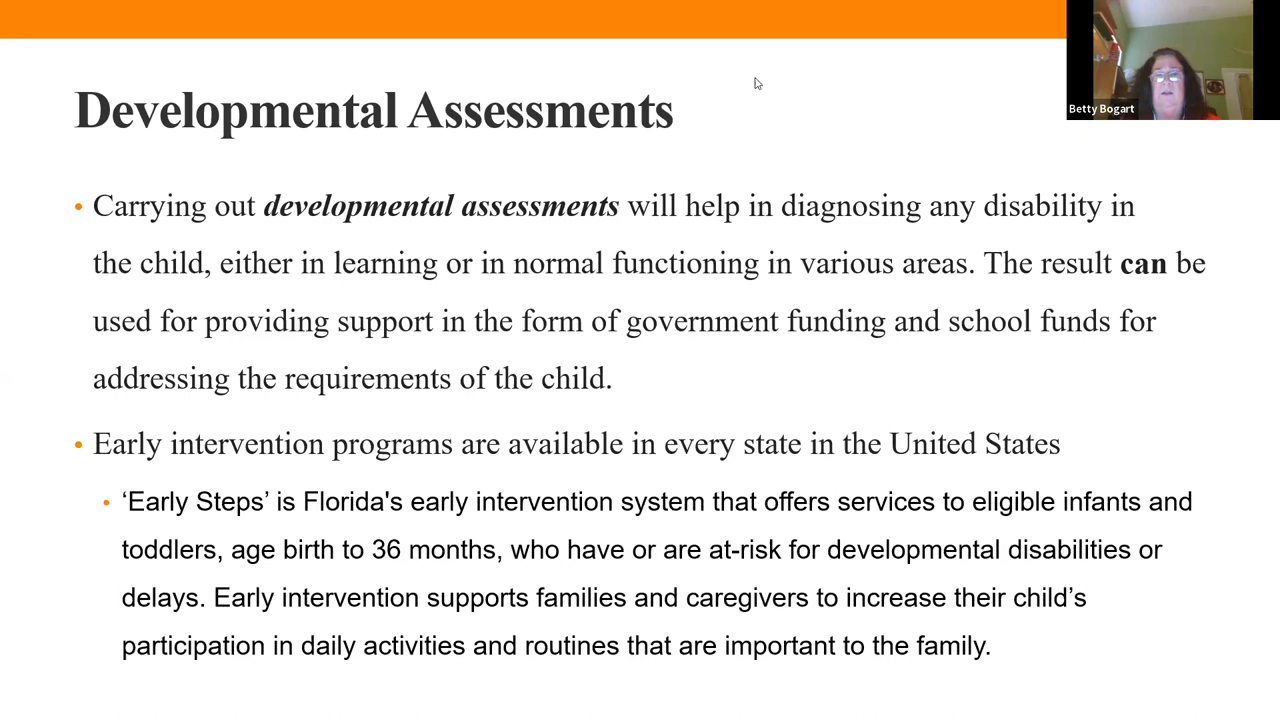 Developmental Assessments
Betty Bogart
• Carrying out developmental assessments will help in diagnosing any disability in
the child, either in learning or in normal functioning in various areas. The result can be
used for providing support in the form of government funding and school funds for
addressing the requirements of the child.
• Early intervention programs are available in every state in the United States
• ‘Early Steps’ is Florida's early intervention system that offers services to eligible infants and
toddlers, age birth to 36 months, who have or are at-risk for developmental disabilities or
delays. Early intervention supports families and caregivers to increase their child’s
participation in daily activities and routines that are important to the family.